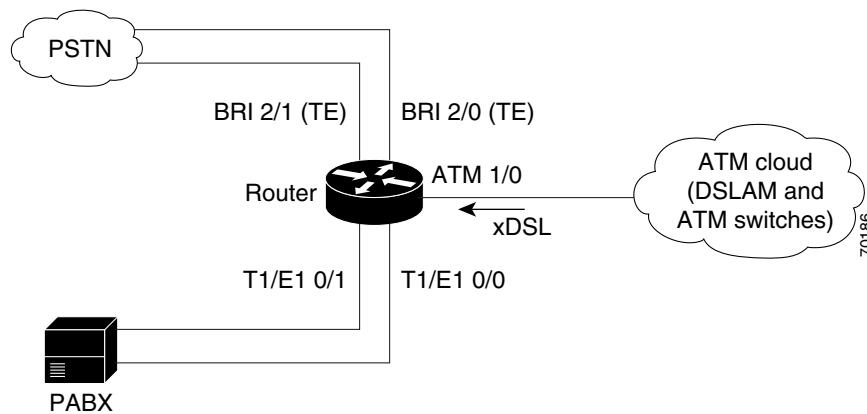 PSTN
BRI 2/1 (TE)
BRI 2/0 (TE)
Router
ATM 1/0
xDSL
ATM cloud
(DSLAM and
ATM switches)
70186
T1/E1 0/1
T1/E1 0/0
PABX